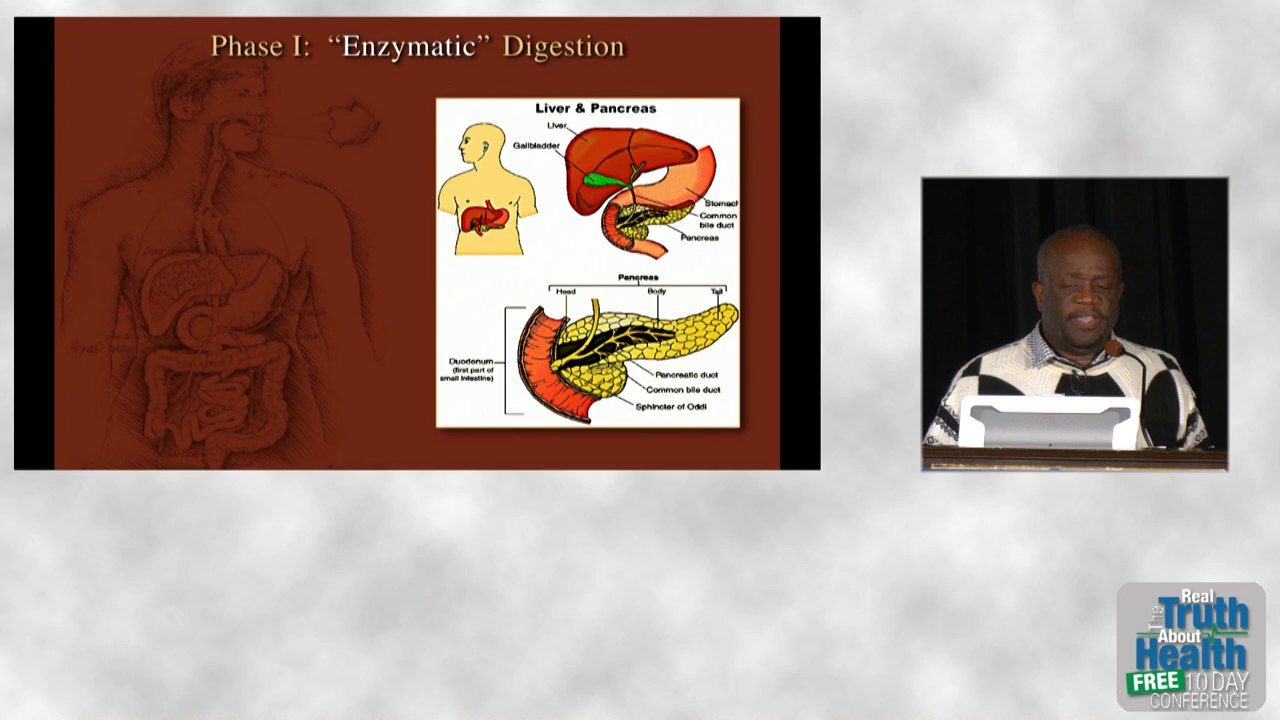 Phase I: “Enzymatic” Digestion
Liver & Pancreas
Liver
Gallbladder
Stomach
Common
bile duct
Pancreas
Pancreas
Head
Body
Tail
Duodenum
(first part of
small intestine)
Pancreatic duct
Common bile duct
Sphincter of Oddi
The
Real
Truth
About
Health
FREE 10 DAY
CONFERENCE